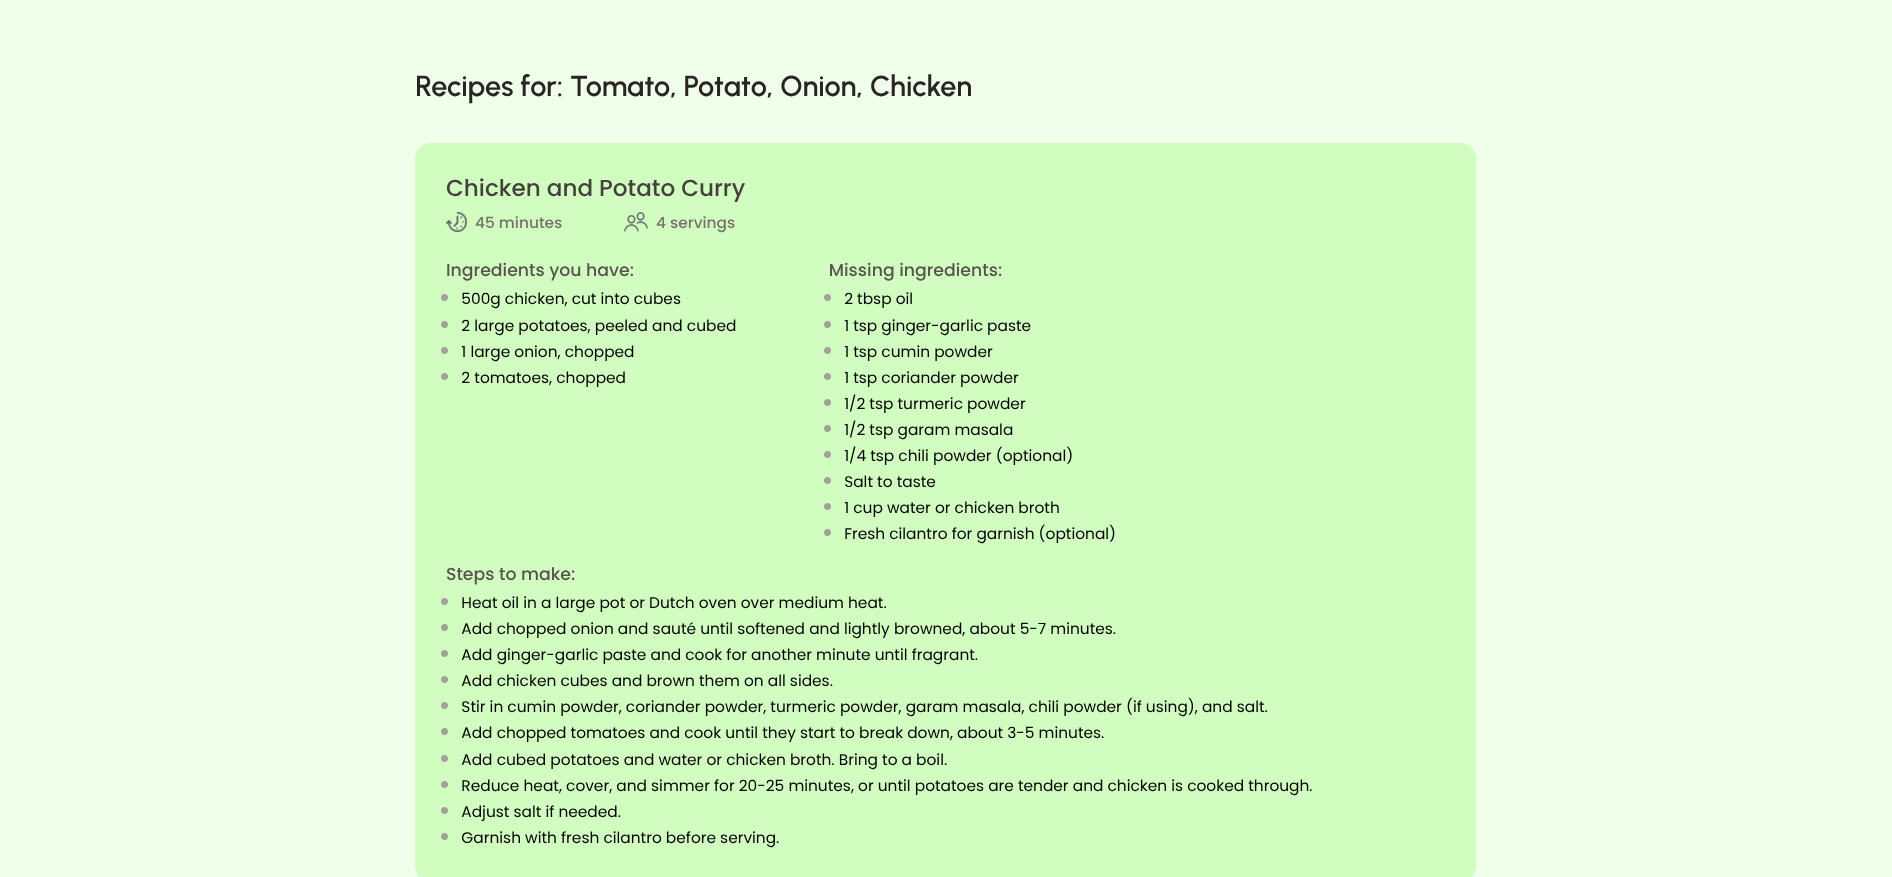 Recipes for: Tomato, Potato, Onion, Chicken
Chicken and Potato Curry
45 minutes
4 servings
Ingredients you have:
500g chicken, cut into cubes
2 large potatoes, peeled and cubed
1 large onion, chopped
2 tomatoes, chopped
Missing ingredients:
2 tbsp oil
1 tsp ginger-garlic paste
1 tsp cumin powder
1 tsp coriander powder
1/2 tsp turmeric powder
1/2 tsp garam masala
1/4 tsp chili powder (optional)
Salt to taste
1 cup water or chicken broth
Fresh cilantro for garnish (optional)
Steps to make:
Heat oil in a large pot or Dutch oven over medium heat.
Add chopped onion and sauté until softened and lightly browned, about 5-7 minutes.
Add ginger-garlic paste and cook for another minute until fragrant.
Add chicken cubes and brown them on all sides.
Stir in cumin powder, coriander powder, turmeric powder, garam masala, chili powder (if using), and salt.
Add chopped tomatoes and cook until they start to break down, about 3-5 minutes.
Add cubed potatoes and water or chicken broth. Bring to a boil.
Reduce heat, cover, and simmer for 20-25 minutes, or until potatoes are tender and chicken is cooked through.
Adjust salt if needed.
Garnish with fresh cilantro before serving.